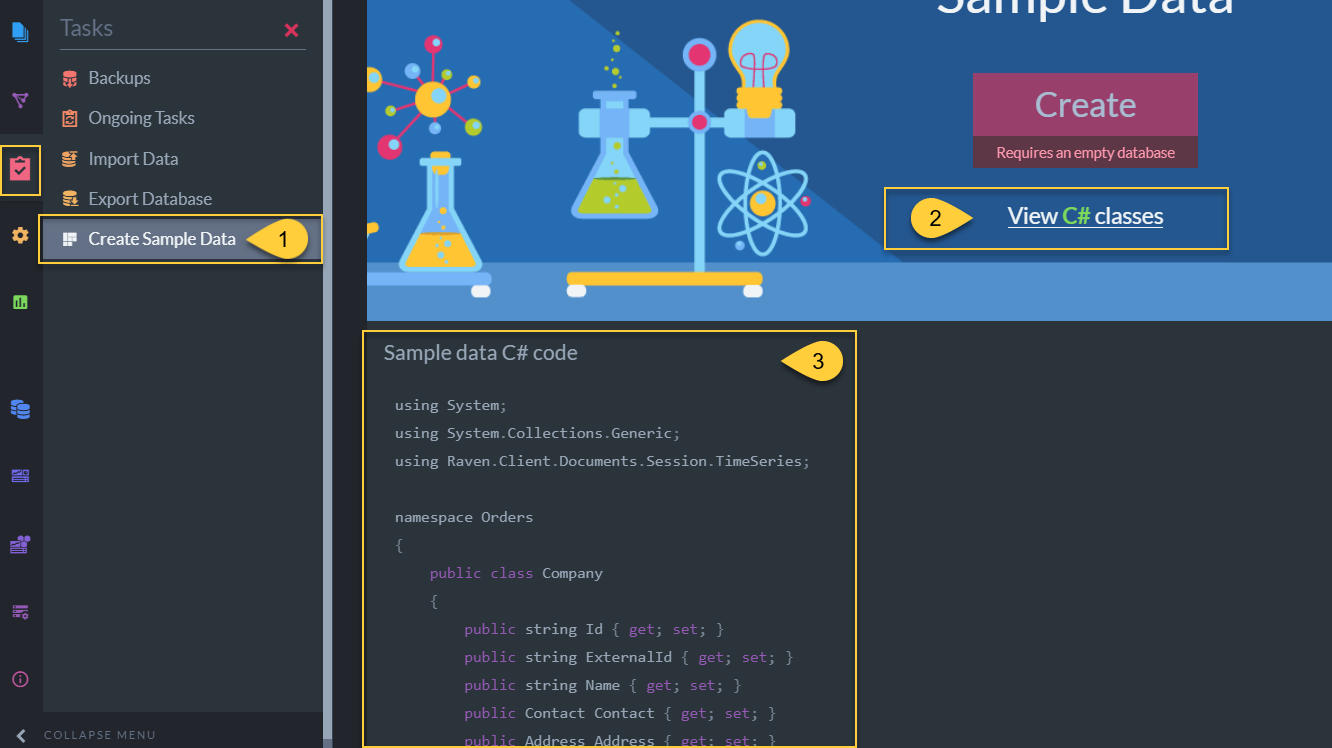 Tasks
Backups
Ongoing Tasks
Import Data
Export Database
Create Sample Data
1
COLLAPSE MENU
Sample Data
Create
Requires an empty database
2
View C# classes
Sample data C# code
3
using System;
using System.Collections.Generic;
using Raven.Client.Documents.Session.TimeSeries;
namespace Orders
{
public class Company
{
public string Id { get; set; }
public string ExternalId { get; set; }
public string Name { get; set; }
public Contact Contact { get; set; }
public Address Address { get; set; }